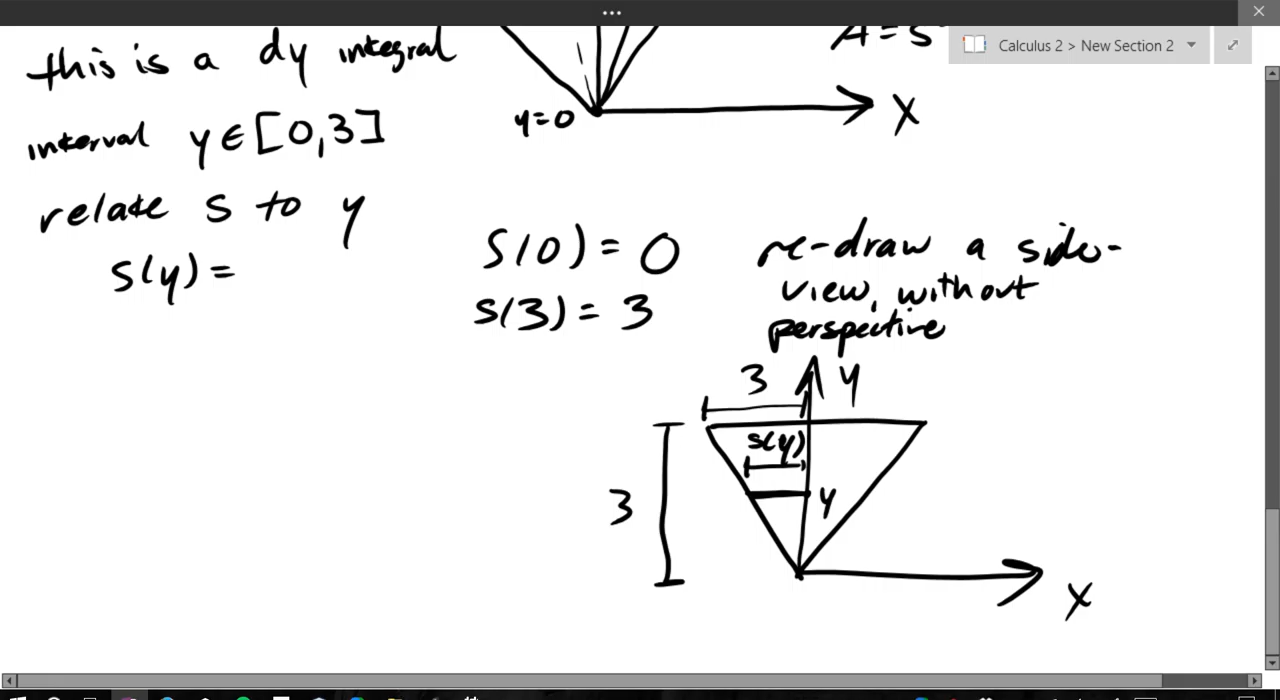 Calculus 2 > New Section 2
this is a dy integral
interval y∈[0,3]
relate s to y
s(y)=
y=0
X
S(0)=0
s(3)=3
re-draw a side-
view, without
perspective
3
y
s(y)
3
y
X